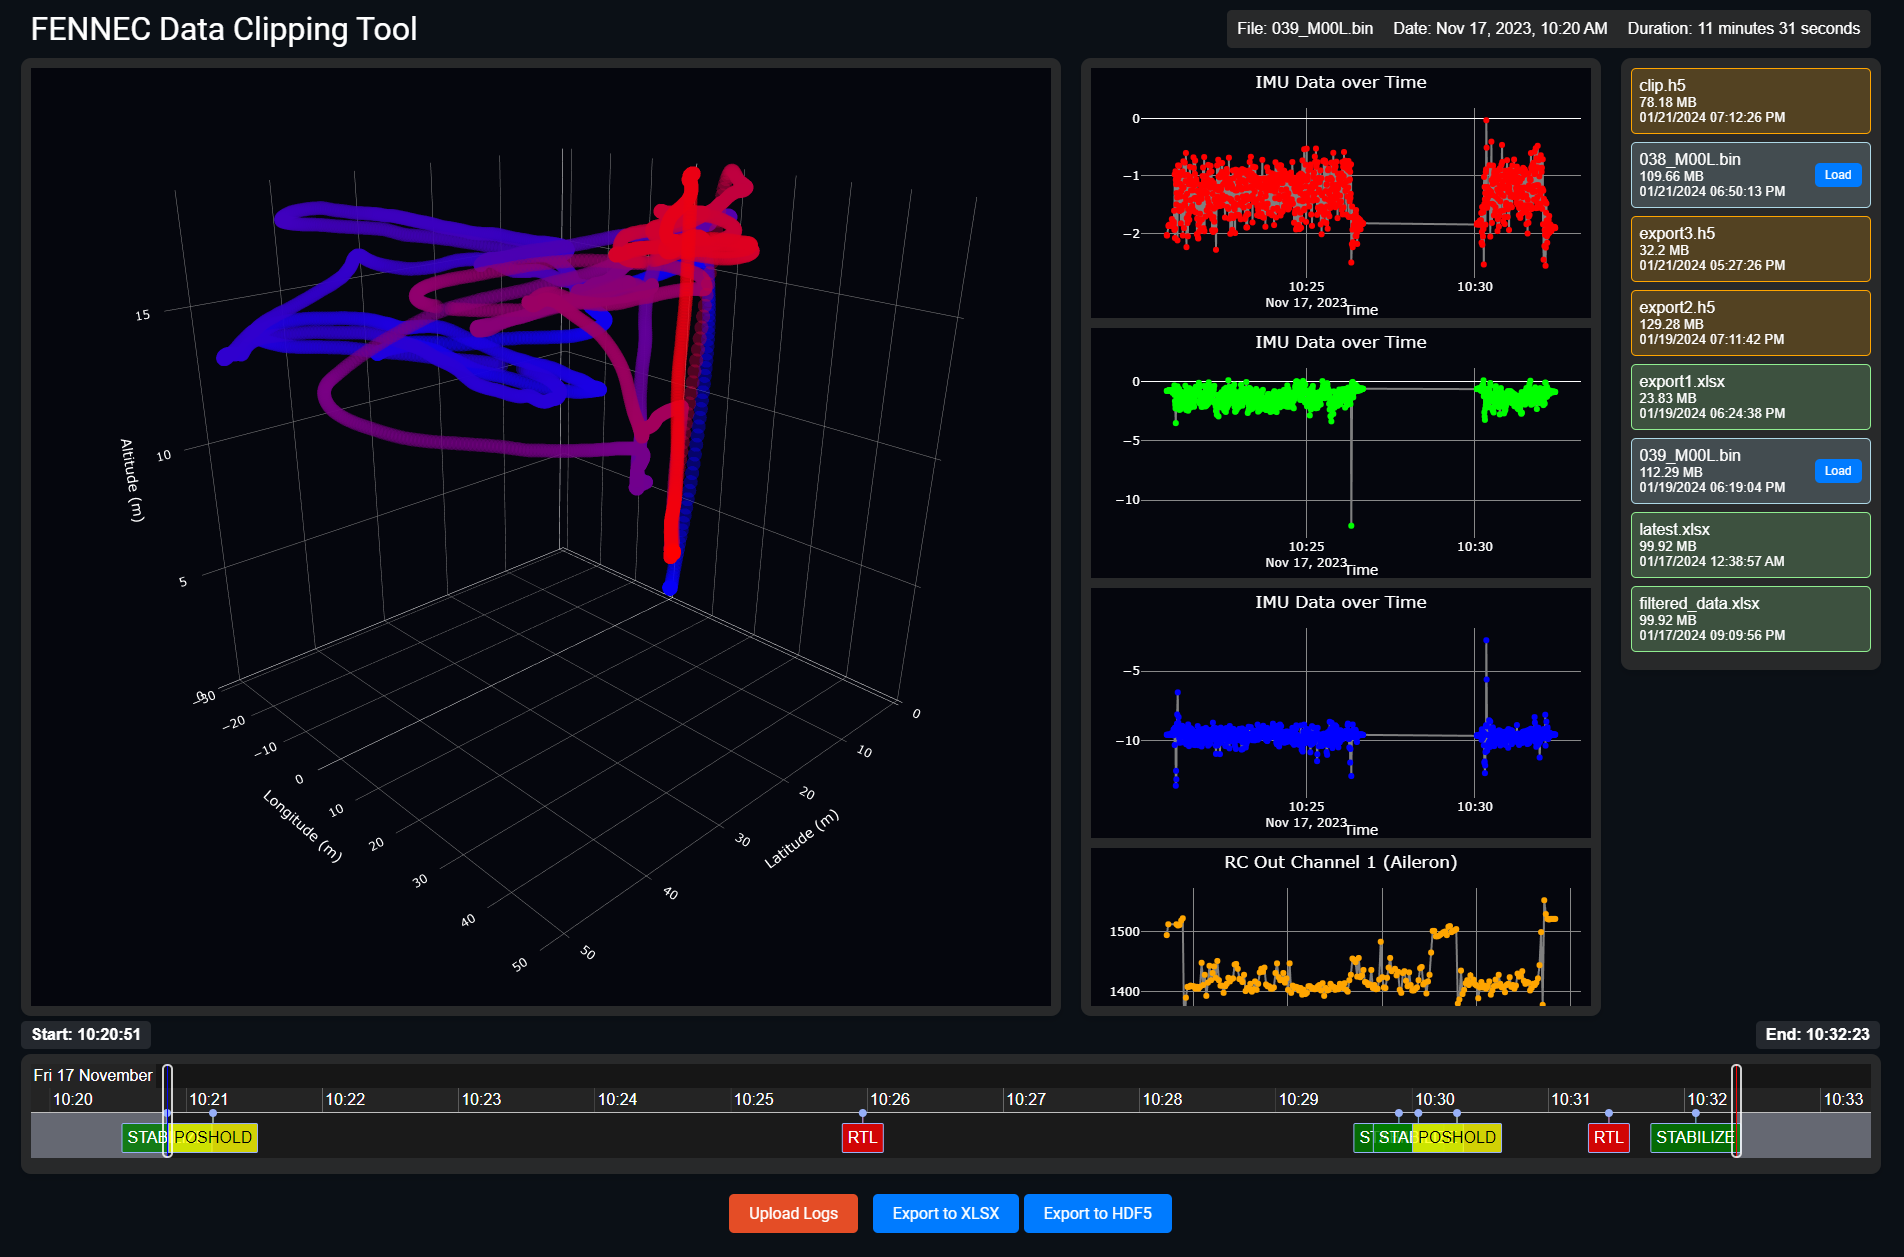 FENNEC Data Clipping Tool
File: 039_M00L.bin Date: Nov 17, 2023, 10:20 AM Duration: 11 minutes 31 seconds
15
10
5
0
Altitude (m)
−30
−20
−10
0
10
20
30
40
50
Longitude (m)
0
10
20
30
40
50
Latitude (m)
IMU Data over Time
0
−1
−2
10:25
10:30
Nov 17, 2023
Time
IMU Data over Time
0
−5
−10
10:25
10:30
Nov 17, 2023
Time
IMU Data over Time
−5
−10
10:25
10:30
Nov 17, 2023
Time
RC Out Channel 1 (Aileron)
1500
1400
clip.h5
78.18 MB
01/21/2024 07:12:26 PM
038_M00L.bin
109.66 MB
01/21/2024 06:50:13 PM
Load
export3.h5
32.2 MB
01/21/2024 05:27:26 PM
export2.h5
129.28 MB
01/19/2024 07:11:42 PM
export1.xlsx
23.83 MB
01/19/2024 06:24:38 PM
039_M00L.bin
112.29 MB
01/19/2024 06:19:04 PM
Load
latest.xlsx
99.92 MB
01/17/2024 12:38:57 AM
filtered_data.xlsx
99.92 MB
01/17/2024 09:09:56 PM
Start: 10:20:51
End: 10:32:23
Fri 17 November
10:20 10:21 10:22 10:23 10:24 10:25 10:26 10:27 10:28 10:29 10:30 10:31 10:32 10:33
STAB POSHOLD RTL ST STAB POSHOLD RTL STABILIZE
Upload Logs Export to XLSX Export to HDF5